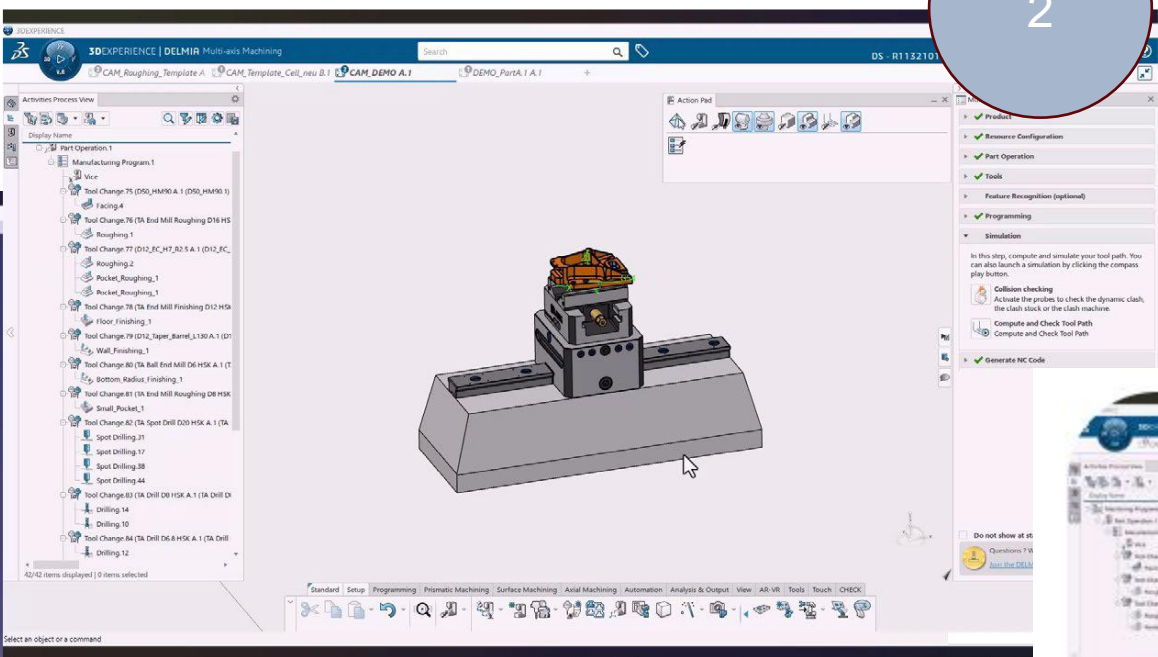 2
3DEXPERIENCE
3DEXPERIENCE | DELMIA Multi-axis Machining
Search
DS - R1132101
V.R
CAM_Roughing_Template A.
CAM_Template_Cell_neu B.1
CAM_DEMO A.1
DEMO_PartA.1 A.1
+
Activities Process View
Display Name
Part Operation.1
Manufacturing Program.1
Vice
Tool Change.75 (D50_HM90 A.1 (D50_HM90.1)
Facing.4
Tool Change.76 (TA End Mill Roughing D16 HS
Roughing.1
Tool Change.77 (D12_EC_H7_R2.5 A.1 (D12_EC_
Roughing.2
Pocket_Roughing_1
Pocket_Roughing_1
Tool Change.78 (TA End Mill Finishing D12 HSK
Floor_Finishing_1
Tool Change.79 (D12_Taper_Barrel_L130 A.1 (D1
Wall_Finishing_1
Tool Change.80 (TA Ball End Mill D6 HSK A.1 (T
Bottom_Radius_Finishing_1
Tool Change.81 (TA End Mill Roughing D8 HSK
Small_Pocket_1
Tool Change.82 (TA Spot Drill D20 HSK A.1 (TA
Spot Drilling.31
Spot Drilling.17
Spot Drilling.38
Spot Drilling.44
Tool Change.83 (TA Drill D8 HSK A.1 (TA Drill D
Drilling.14
Drilling.10
Tool Change.84 (TA Drill D6.8 HSK A.1 (TA Drill
Drilling.12
42/42 items displayed | 0 items selected
Action Pad
Product
Resource Configuration
Part Operation
Tools
Feature Recognition (optional)
Programming
Simulation
In this step, compute and simulate your tool path. You
can also launch a simulation by clicking the compass
play button.
Collision checking
Activate the probes to check the dynamic clash,
the clash stock or the clash machine.
Compute and Check Tool Path
Compute and Check Tool Path
Generate NC Code
Do not show at st
Questions ? W
Join the DELM
Standard Setup Programming Prismatic Machining Surface Machining Axial Machining Automation Analysis & Output View AR-VR Tools Touch CHECK
Select an object or a command
Activities Process View
Display Name